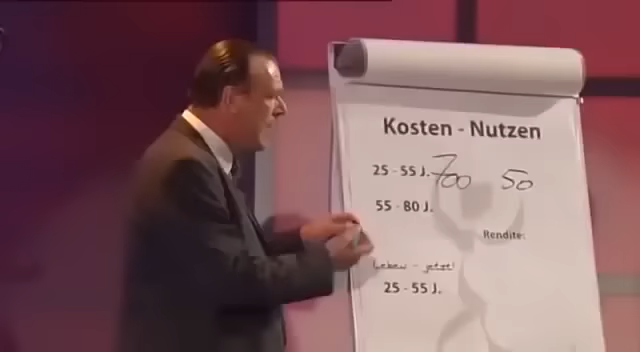 Kosten - Nutzen
25 - 55 J. 700 50
55 - 80 J.
Rendite:
Leben - jetzt!
25 - 55 J.